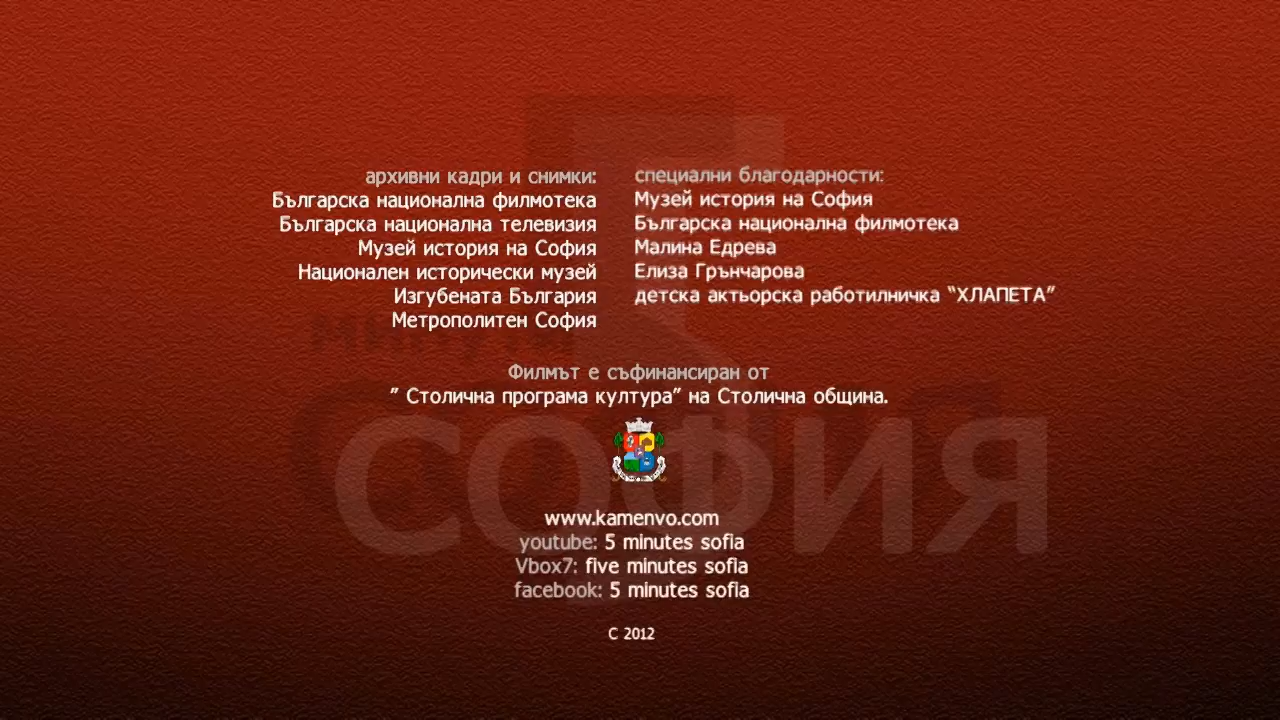 архивни кадри и снимки:
Българска национална филмотека
Българска национална телевизия
Музей история на София
Национален исторически музей
Изгубената България
Метрополитен София
специални благодарности:
Музей история на София
Българска национална филмотека
Малина Едрева
Елиза Грънчарова
детска актьорска работилничка “ХЛАПЕТА”
Филмът е съфинансиран от
” Столична програма култура” на Столична община.
5
минути
СОФИЯ
www.kamenvo.com
youtube: 5 minutes sofia
Vbox7: five minutes sofia
facebook: 5 minutes sofia
С 2012